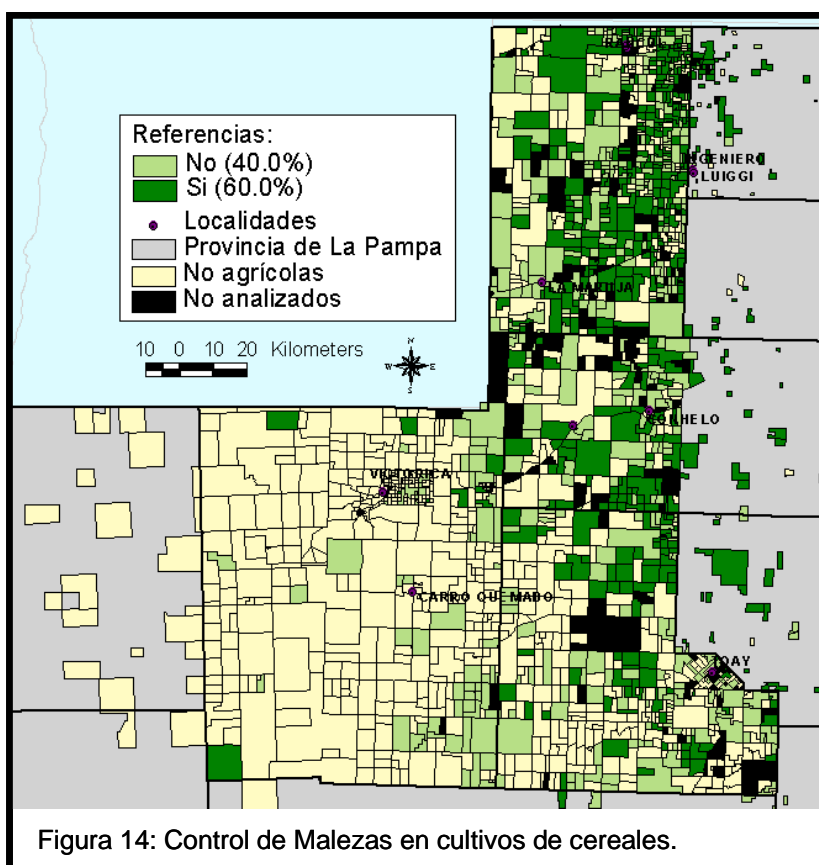 RANCUL
Referencias:
No (40.0%)
Si (60.0%)
Localidades
Provincia de La Pampa
No agrícolas
No analizados
INGENIERO
LUIGGI
LA MARUJA
10 0 10 20 Kilometers
N
W E
S
CONHELO
VICTORICA
CARRO QUEMADO
TOAY
Figura 14: Control de Malezas en cultivos de cereales.